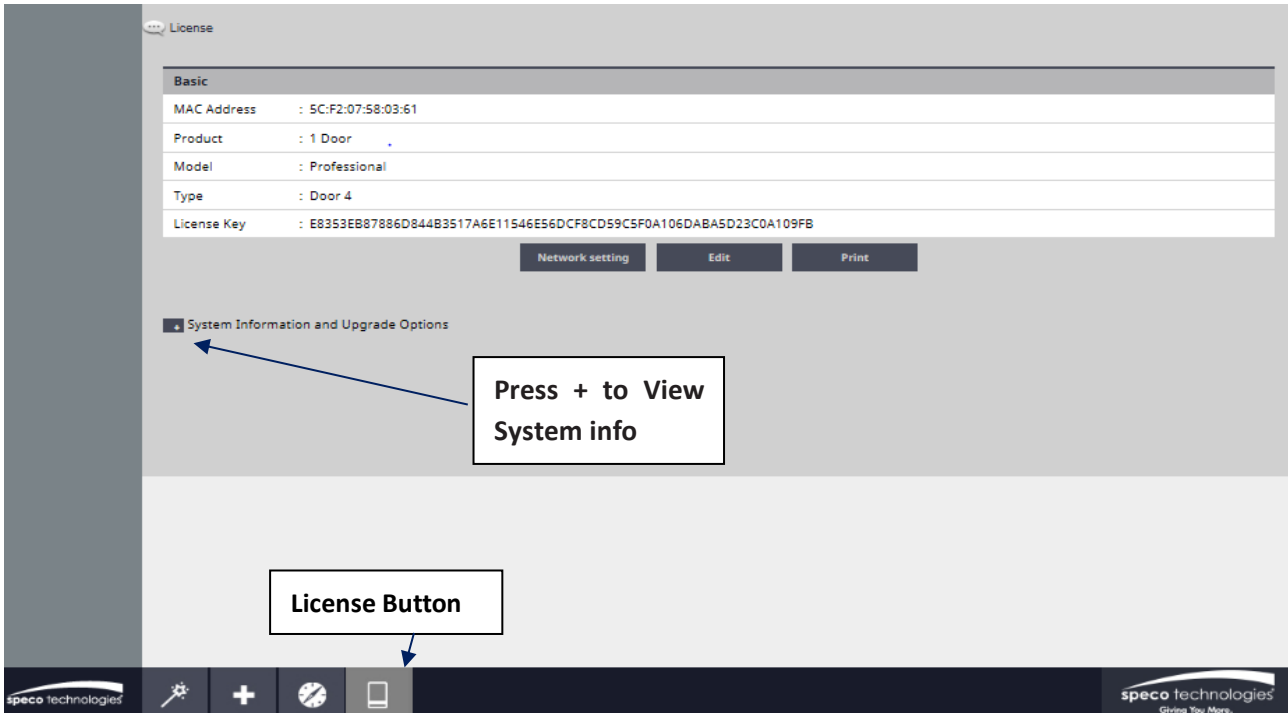 License
Basic
MAC Address : 5C:F2:07:58:03:61
Product : 1 Door
Model : Professional
Type : Door 4
License Key : E8353EB87886D844B3517A6E11546E56DCF8CD59C5F0A106DABA5D23C0A109FB
Network setting Edit Print
+ System Information and Upgrade Options
Press + to View
System info
License Button
speco technologies
speco technologies
Giving You More.